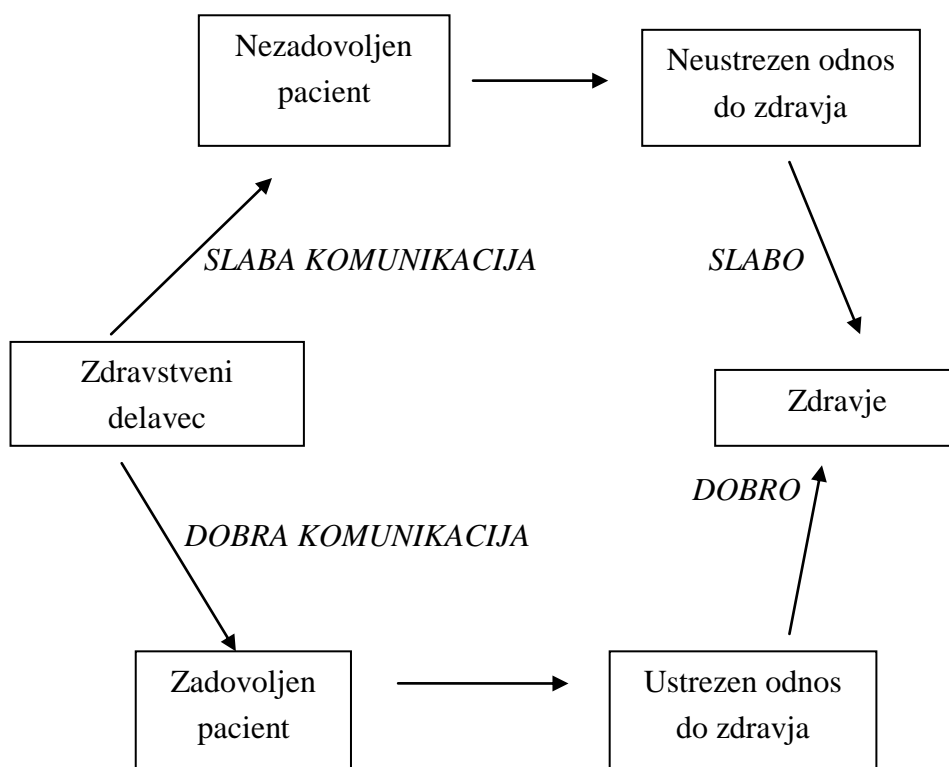 Nezadovoljen
pacient
Neustrezen odnos
do zdravja
SLABA KOMUNIKACIJA
SLABO
Zdravstveni
delavec
Zdravje
DOBRO
DOBRA KOMUNIKACIJA
Zadovoljen
pacient
Ustrezen odnos
do zdravja